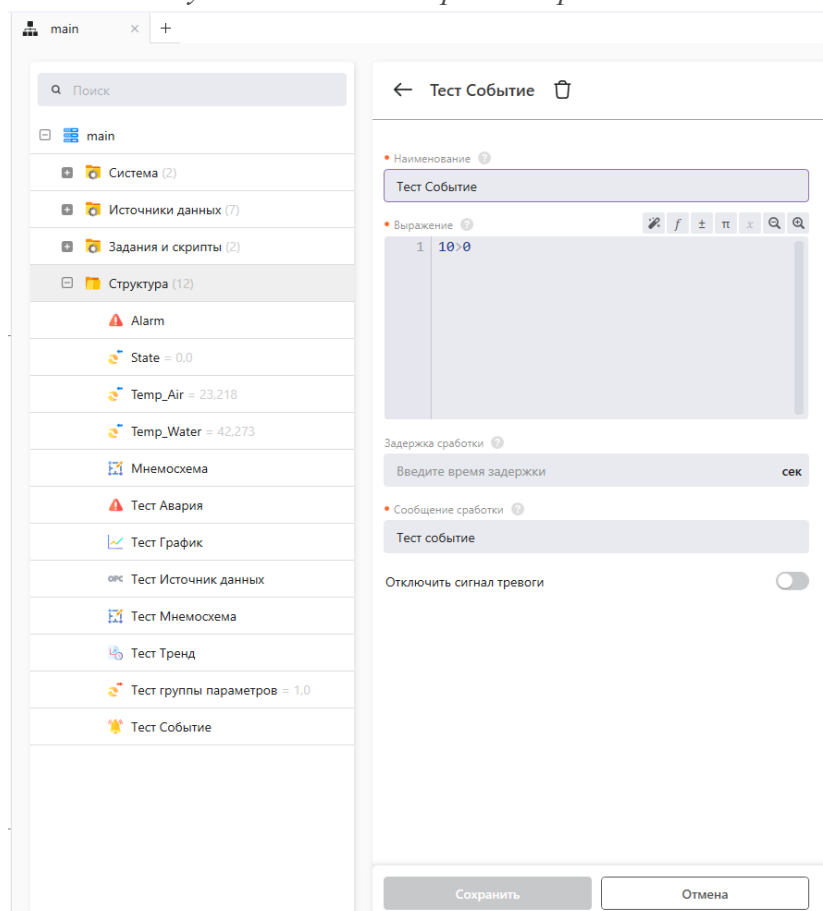 main × +
Поиск
main
Система (2)
Источники данных (7)
Задания и скрипты (2)
Структура (12)
Alarm
State = 0,0
Temp_Air = 23,218
Temp_Water = 42,273
Мнемосхема
Тест Авария
Тест График
OPC Тест Источник данных
Тест Мнемосхема
Тест Тренд
Тест группы параметров = 1,0
Тест Событие
← Тест Событие
• Наименование ?
Тест Событие
• Выражение ? f ± π x
1 10>0
Задержка сработки ?
Введите время задержки сек
• Сообщение сработки ?
Тест событие
Отключить сигнал тревоги
Сохранить Отмена